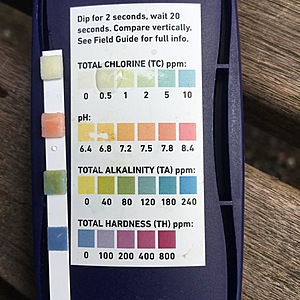 Dip for 2 seconds, wait 20
seconds. Compare vertically.
See Field Guide for full info.
TOTAL CHLORINE (TC) ppm:
0 0.5 1 2 5 10
pH:
6.4 6.8 7.2 7.5 7.8 8.4
TOTAL ALKALINITY (TA) ppm:
0 40 80 120 180 240
TOTAL HARDNESS (TH) ppm:
0 100 200 400 800